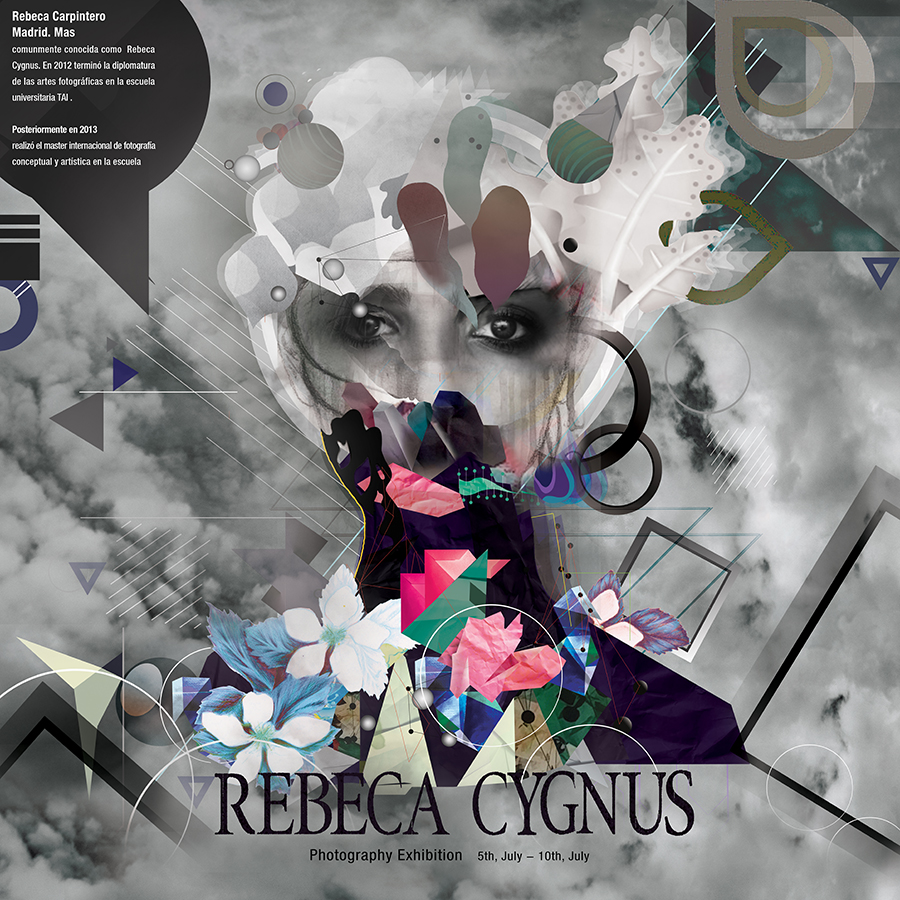 Rebeca Carpintero
Madrid. Mas
comunmente conocida como Rebeca
Cygnus. En 2012 terminó la diplomatura
de las artes fotográficas en la escuela
universitaria TAI .
Posteriormente en 2013
realizó el master internacional de fotografía
conceptual y artística en la escuela
REBECA CYGNUS
Photography Exhibition 5th, July – 10th, July